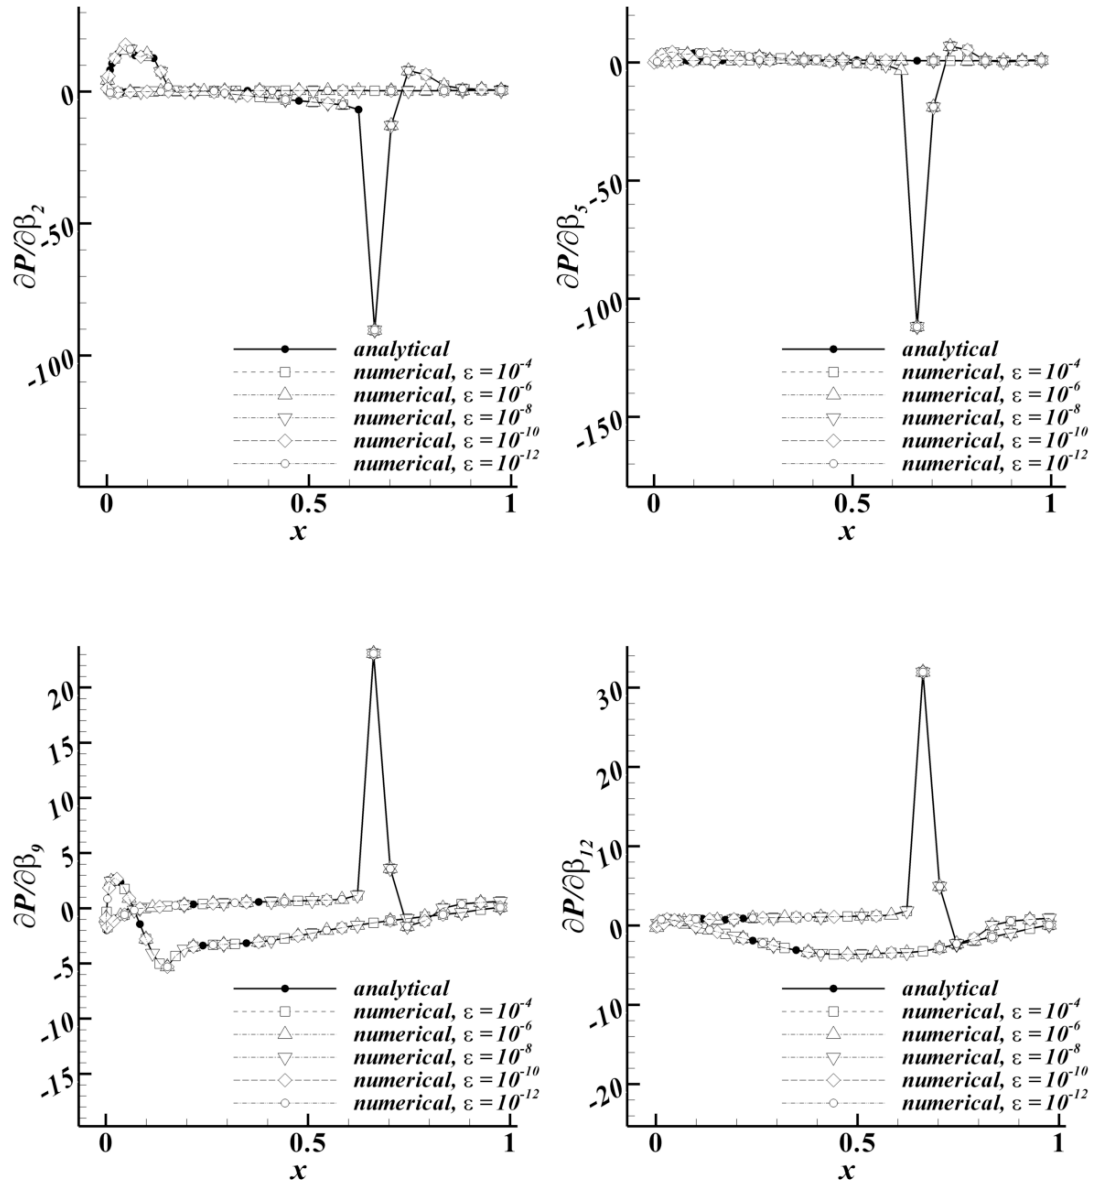 0
-50
-100
∂P/∂β₂
analytical
numerical, ε = 10⁻⁴
numerical, ε = 10⁻⁶
numerical, ε = 10⁻⁸
numerical, ε = 10⁻¹⁰
numerical, ε = 10⁻¹²
0 0.5 1
x
0
-50
-100
-150
∂P/∂β₅
analytical
numerical, ε = 10⁻⁴
numerical, ε = 10⁻⁶
numerical, ε = 10⁻⁸
numerical, ε = 10⁻¹⁰
numerical, ε = 10⁻¹²
0 0.5 1
x
20
15
10
5
0
-5
-10
-15
∂P/∂β₉
analytical
numerical, ε = 10⁻⁴
numerical, ε = 10⁻⁶
numerical, ε = 10⁻⁸
numerical, ε = 10⁻¹⁰
numerical, ε = 10⁻¹²
0 0.5 1
x
30
20
10
0
-10
-20
∂P/∂β₁₂
analytical
numerical, ε = 10⁻⁴
numerical, ε = 10⁻⁶
numerical, ε = 10⁻⁸
numerical, ε = 10⁻¹⁰
numerical, ε = 10⁻¹²
0 0.5 1
x